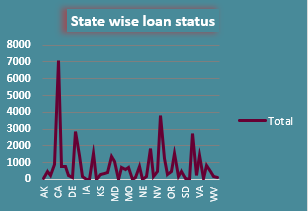 State wise loan status
8000
7000
6000
5000
4000
3000
2000
1000
0
AK
CA
DE
IA
KS
MD
MO
NE
NV
OR
SD
VA
WV
Total